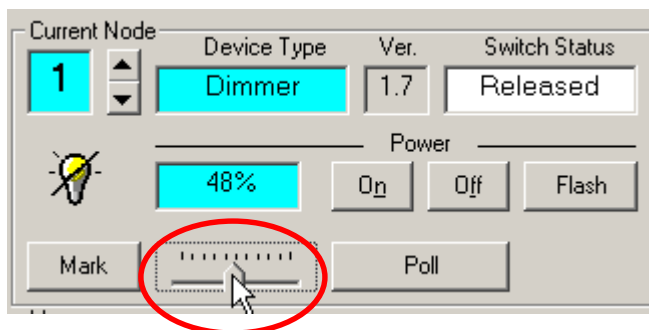 Current Node
Device Type Ver. Switch Status
1 Dimmer 1.7 Released
Power
48% On Off Flash
Mark Poll